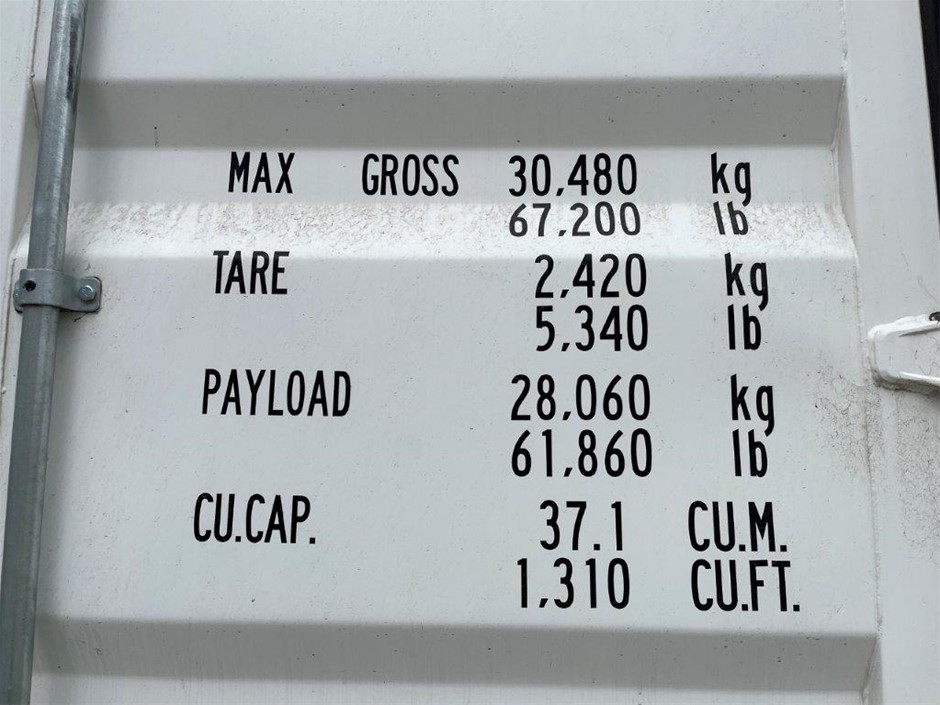 MAX GROSS 30,480 kg
67,200 lb
TARE 2,420 kg
5,340 lb
PAYLOAD 28,060 kg
61,860 lb
CU.CAP. 37.1 CU.M.
1,310 CU.FT.